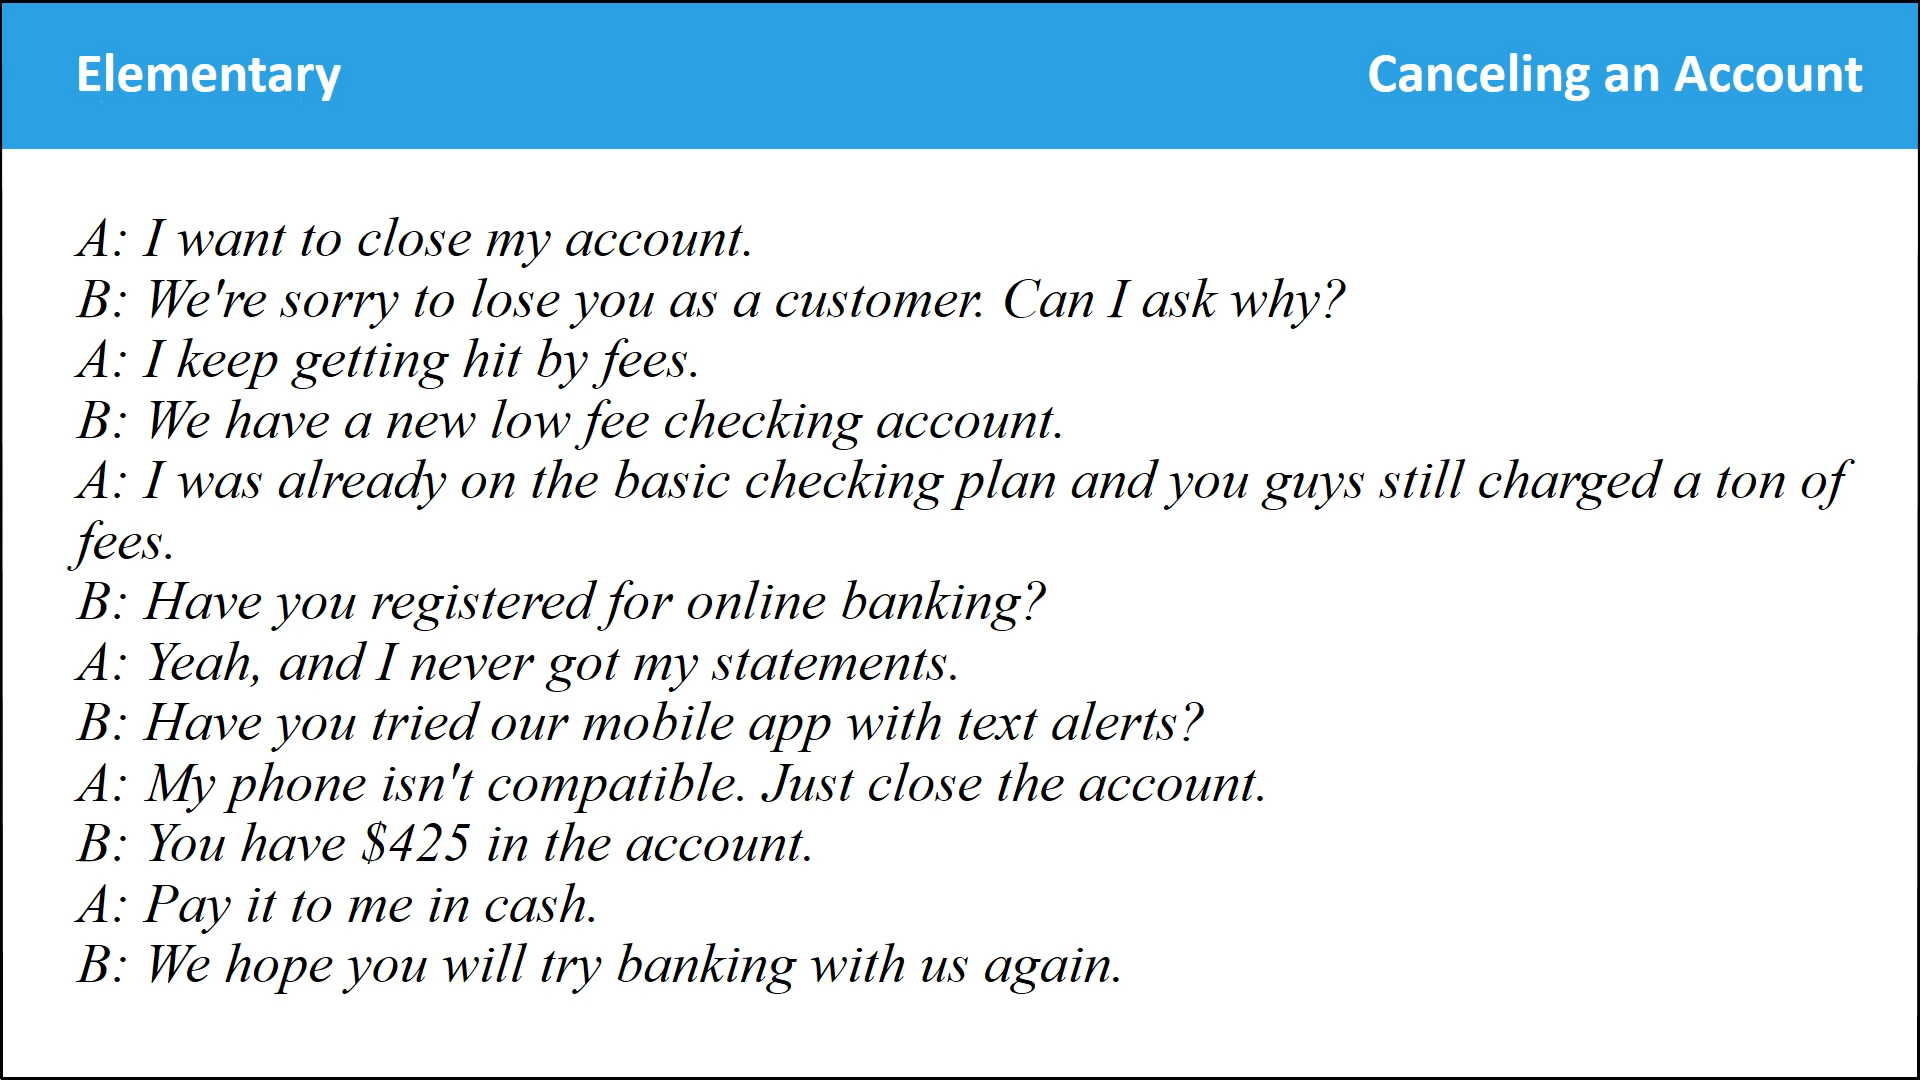 Elementary
Canceling an Account
A: I want to close my account.
B: We're sorry to lose you as a customer. Can I ask why?
A: I keep getting hit by fees.
B: We have a new low fee checking account.
A: I was already on the basic checking plan and you guys still charged a ton of
fees.
B: Have you registered for online banking?
A: Yeah, and I never got my statements.
B: Have you tried our mobile app with text alerts?
A: My phone isn't compatible. Just close the account.
B: You have $425 in the account.
A: Pay it to me in cash.
B: We hope you will try banking with us again.